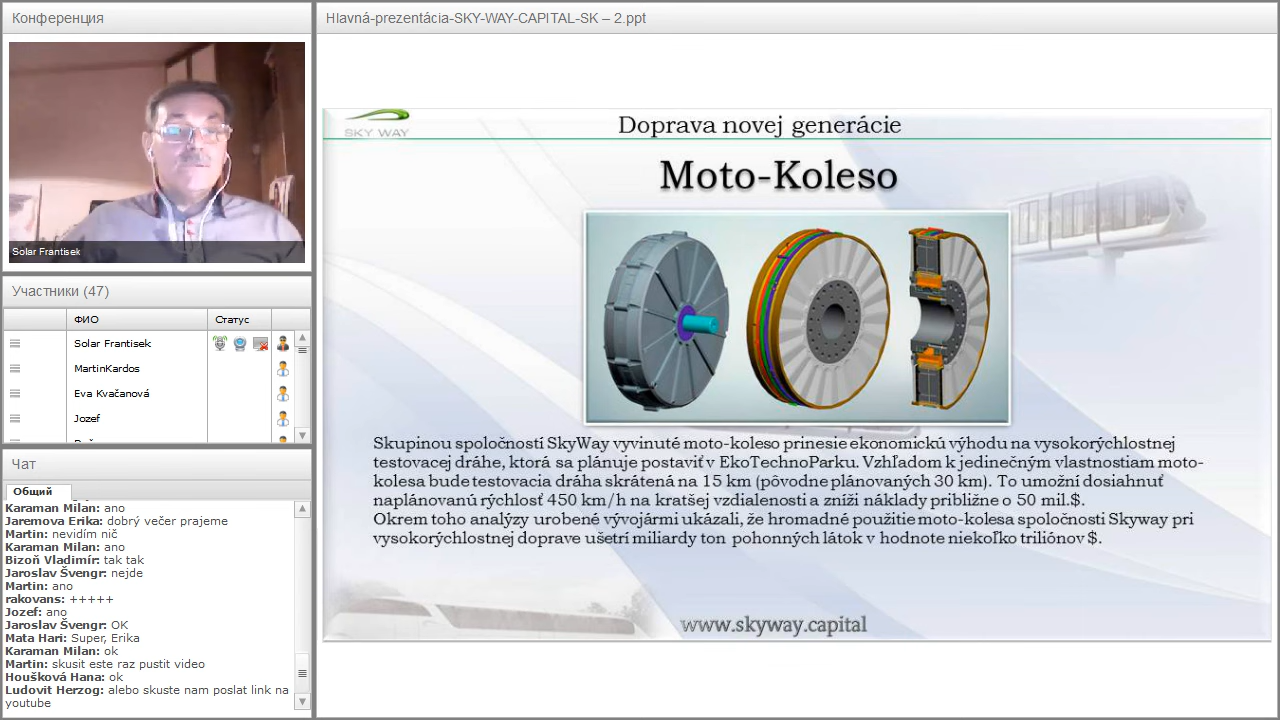 Конференция
Solar Frantisek
Участники (47)
ФИО
Статус
Solar Frantisek
MartinKardos
Eva Kvačanová
Jozef
Чат
Общий
Karaman Milan: ano
Jaremova Erika: dobrý večer prajeme
Martin: nevidím nič
Karaman Milan: ano
Bizoň Vladimír: tak tak
Jaroslav Švengr: nejde
Martin: ano
rakovans: +++++
Jozef: ano
Jaroslav Švengr: OK
Mata Hari: Super, Erika
Karaman Milan: ok
Martin: skusit este raz pustit video
Houšková Hana: ok
Ludovit Herzog: alebo skuste nam poslat link na
youtube
Hlavná-prezentácia-SKY-WAY-CAPITAL-SK – 2.ppt
SKY WAY
Doprava novej generácie
Moto-Koleso
Skupinou spoločností SkyWay vyvinuté moto-koleso prinesie ekonomickú výhodu na vysokorýchlostnej
testovacej dráhe, ktorá sa plánuje postaviť v EkoTechnoParku. Vzhľadom k jedinečným vlastnostiam moto-
kolesa bude testovacia dráha skrátená na 15 km (pôvodne plánovaných 30 km). To umožní dosiahnuť
naplánovanú rýchlosť 450 km/h na kratšej vzdialenosti a zníži náklady približne o 50 mil.$.
Okrem toho analýzy urobené vývojármi ukázali, že hromadné použitie moto-kolesa spoločnosti Skyway pri
vysokorýchlostnej doprave ušetrí miliardy ton pohonných látok v hodnote niekoľko triliónov $.
www.skyway.capital